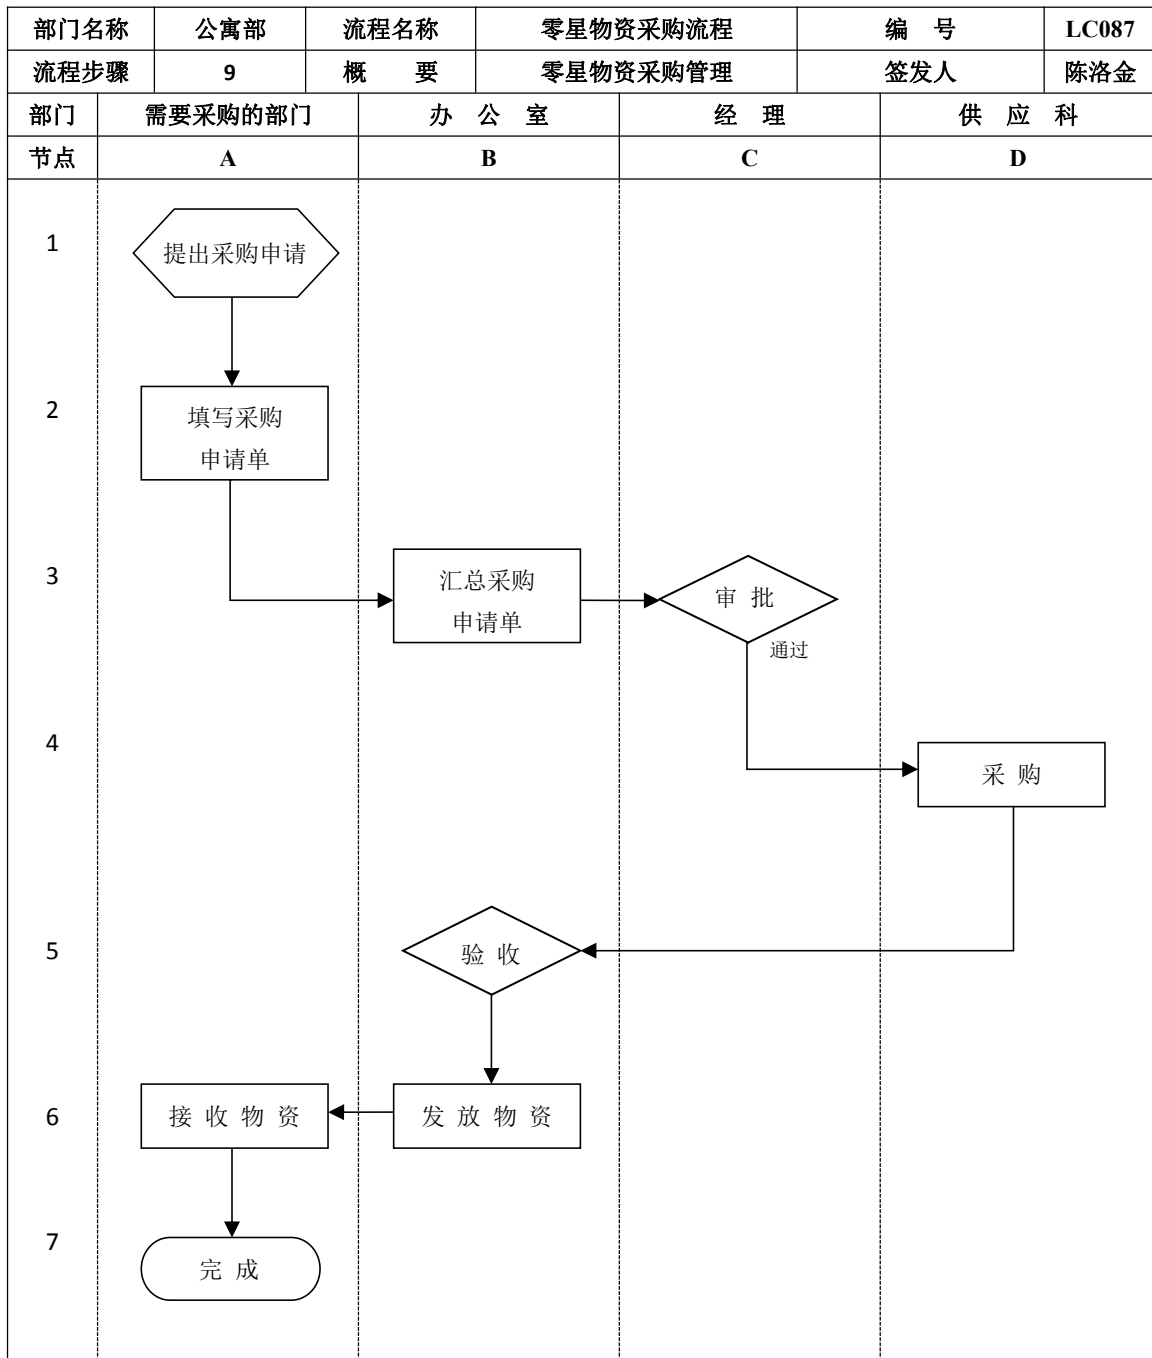 部门名称 公寓部 流程名称 零星物资采购流程 编 号 LC087
流程步骤 9 概 要 零星物资采购管理 签发人 陈洛金
部门 需要采购的部门 办 公 室 经 理 供 应 科
节点 A B C D
1 提出采购申请
2 填写采购
申请单
3 汇总采购 审 批
申请单
通过
4 采 购
5 验 收
6 接 收 物 资 发 放 物 资
7 完 成